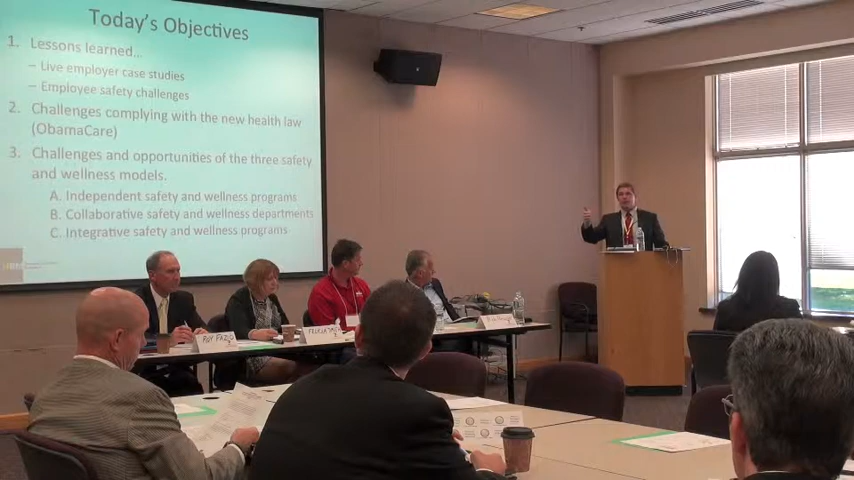 Today's Objectives
1. Lessons learned...
– Live employer case studies
– Employee safety challenges
2. Challenges complying with the new health law
(ObamaCare)
3. Challenges and opportunities of the three safety
and wellness models.
A. Independent safety and wellness programs
B. Collaborative safety and wellness departments
C. Integrative safety and wellness programs